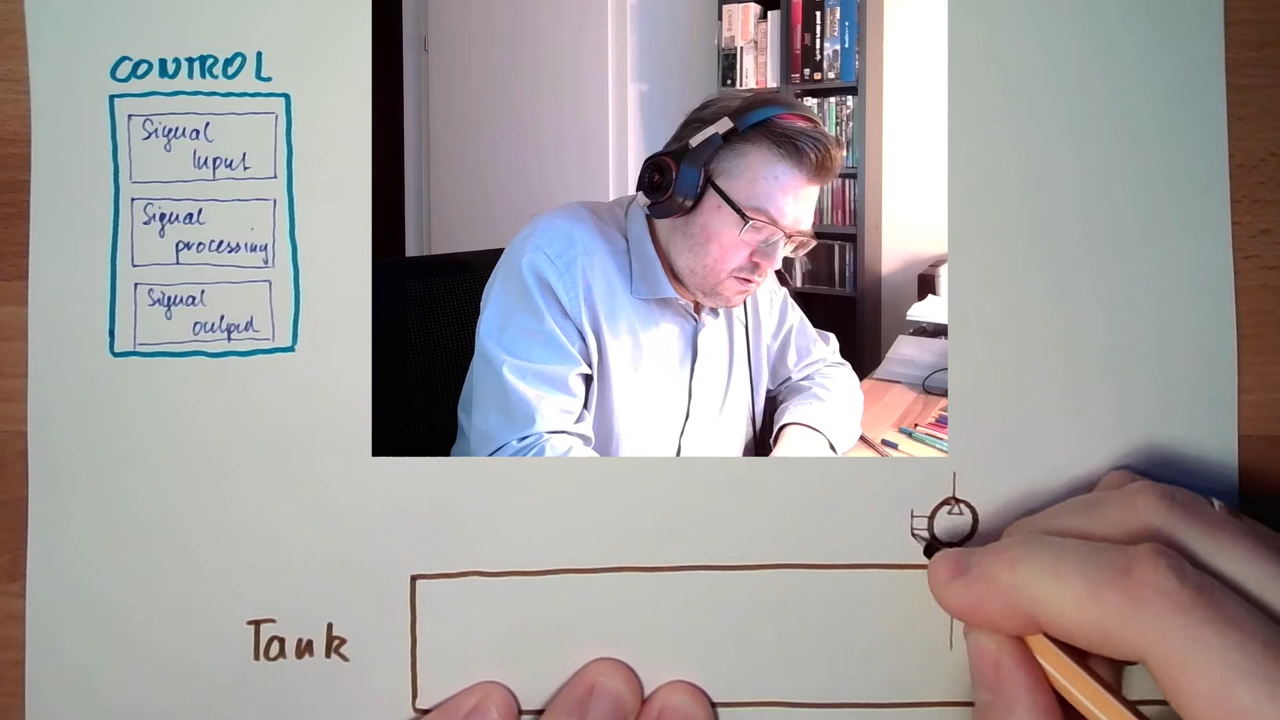 CONTROL
Signal
Input
Signal
processing
Signal
output
Tank